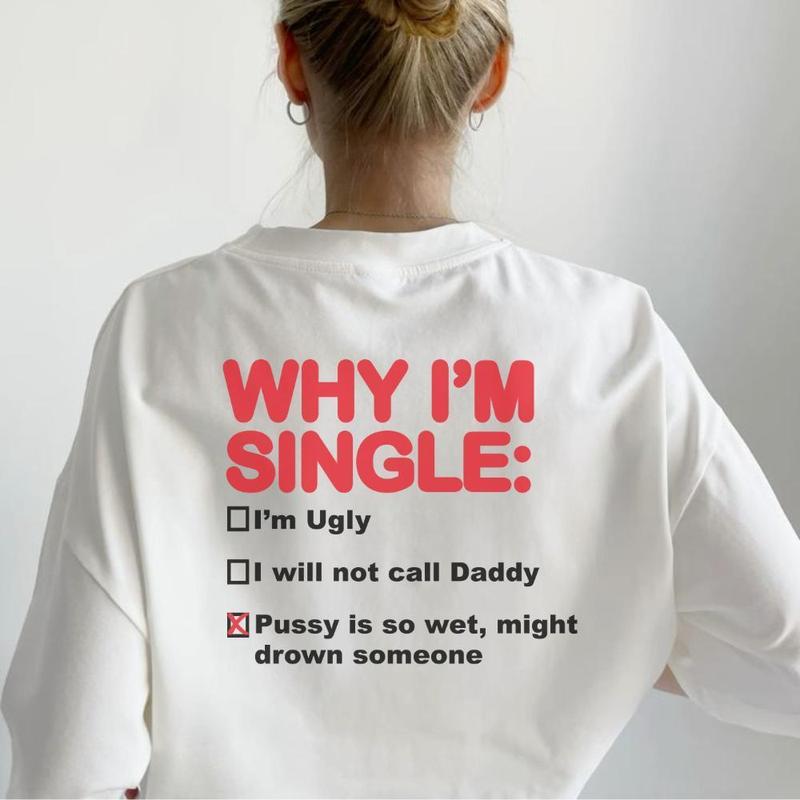 WHY I'M
SINGLE:
I'm Ugly
I will not call Daddy
Pussy is so wet, might
drown someone